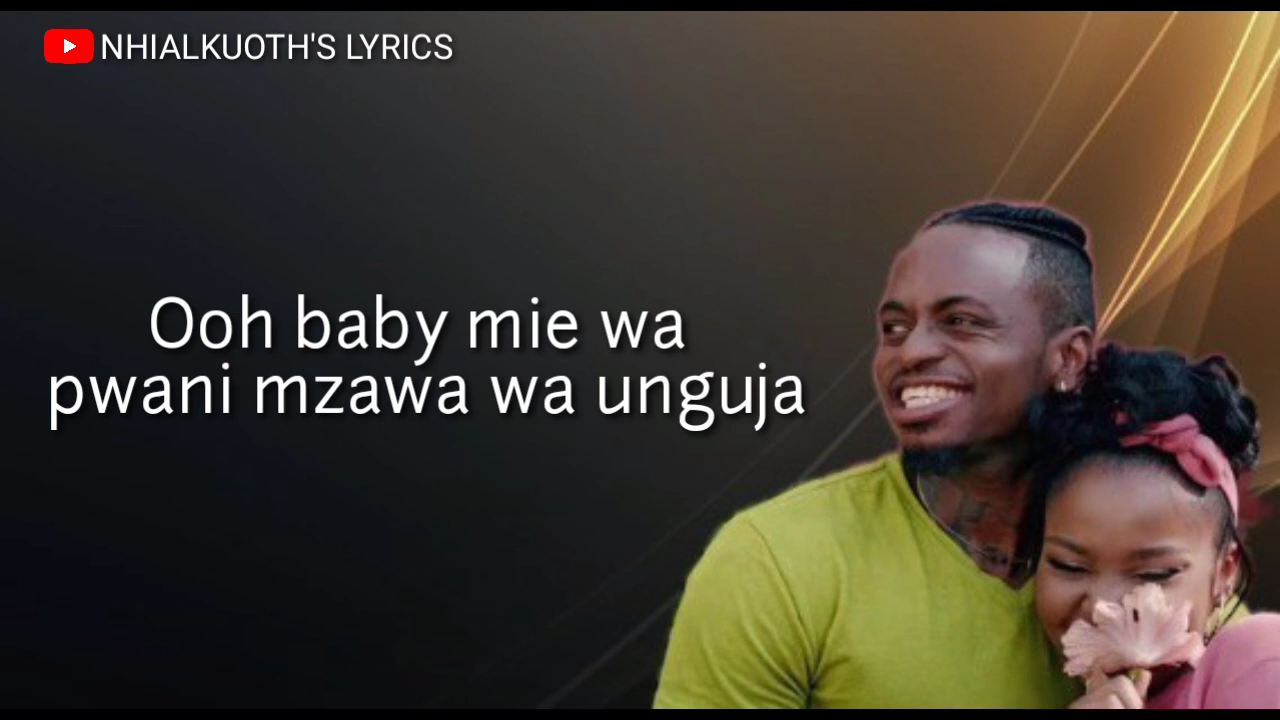 NHIALKUOTH'S LYRICS
Ooh baby mie wa
pwani mzawa wa unguja